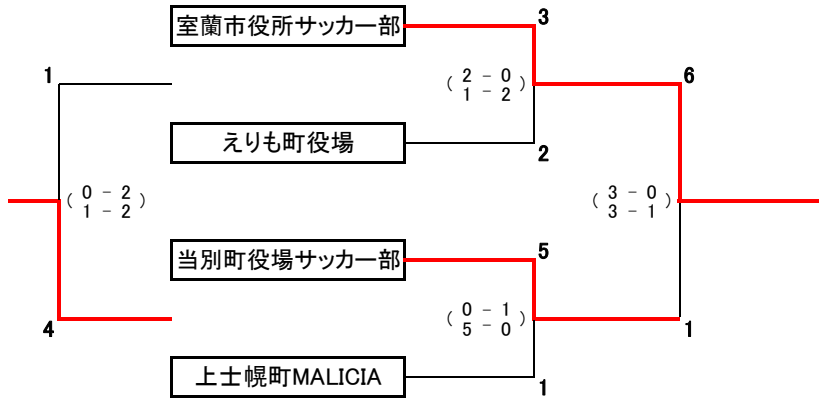 室蘭市役所サッカー部
3
1
6
( 2 - 0
1 - 2 )
えりも町役場
2
( 0 - 2
1 - 2 )
( 3 - 0
3 - 1 )
当別町役場サッカー部
5
4
( 0 - 1
5 - 0 )
1
上士幌町MALICIA
1